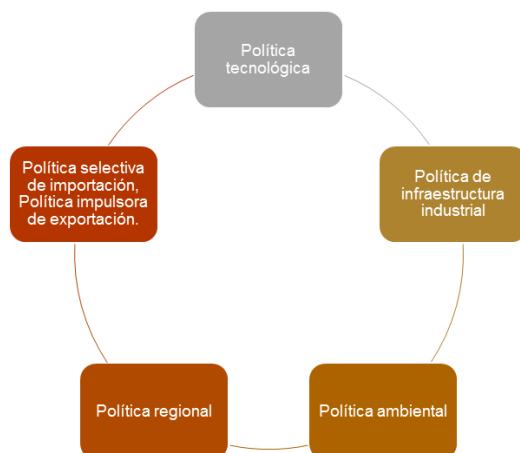 Política
tecnológica
Política de
infraestructura
industrial
Política ambiental
Política regional
Política selectiva
de importación,
Política impulsora
de exportación.